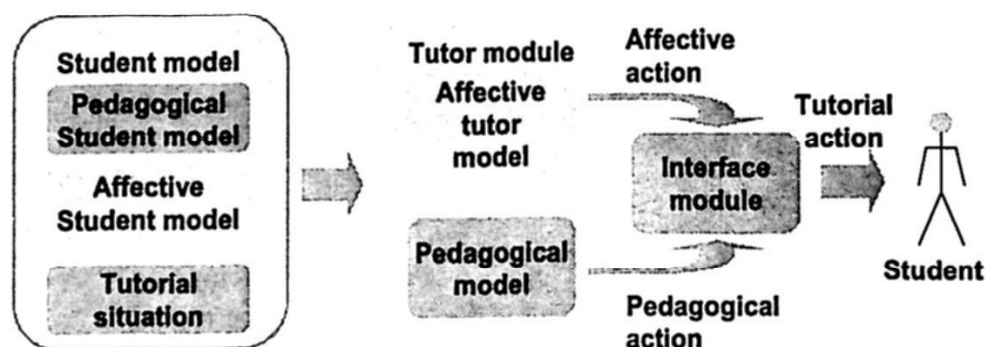 Student model
Pedagogical
Student model
Affective
Student model
Tutorial
situation
Tutor module
Affective
tutor
model
Pedagogical
model
Affective
action
Interface
module
Pedagogical
action
Tutorial
action
Student